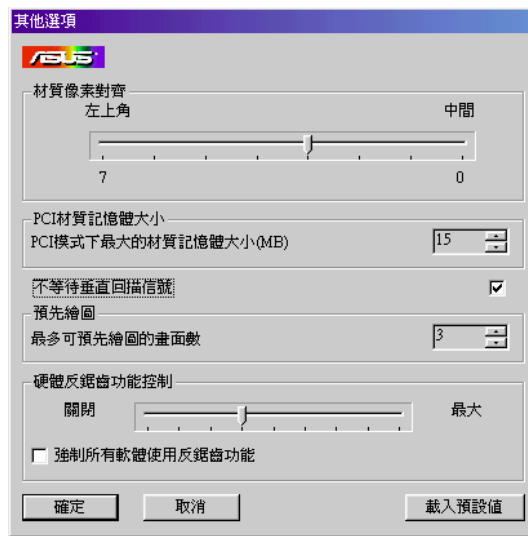 其他選項
ASUS
材質像素對齊
左上角 中間
7 0
PCI材質記憶體大小
PCI模式下最大的材質記憶體大小(MB) 15
不等待垂直回描信號
預先繪圖
最多可預先繪圖的畫面數 3
硬體反鋸齒功能控制
關閉 最大
強制所有軟體使用反鋸齒功能
確定 取消 載入預設值